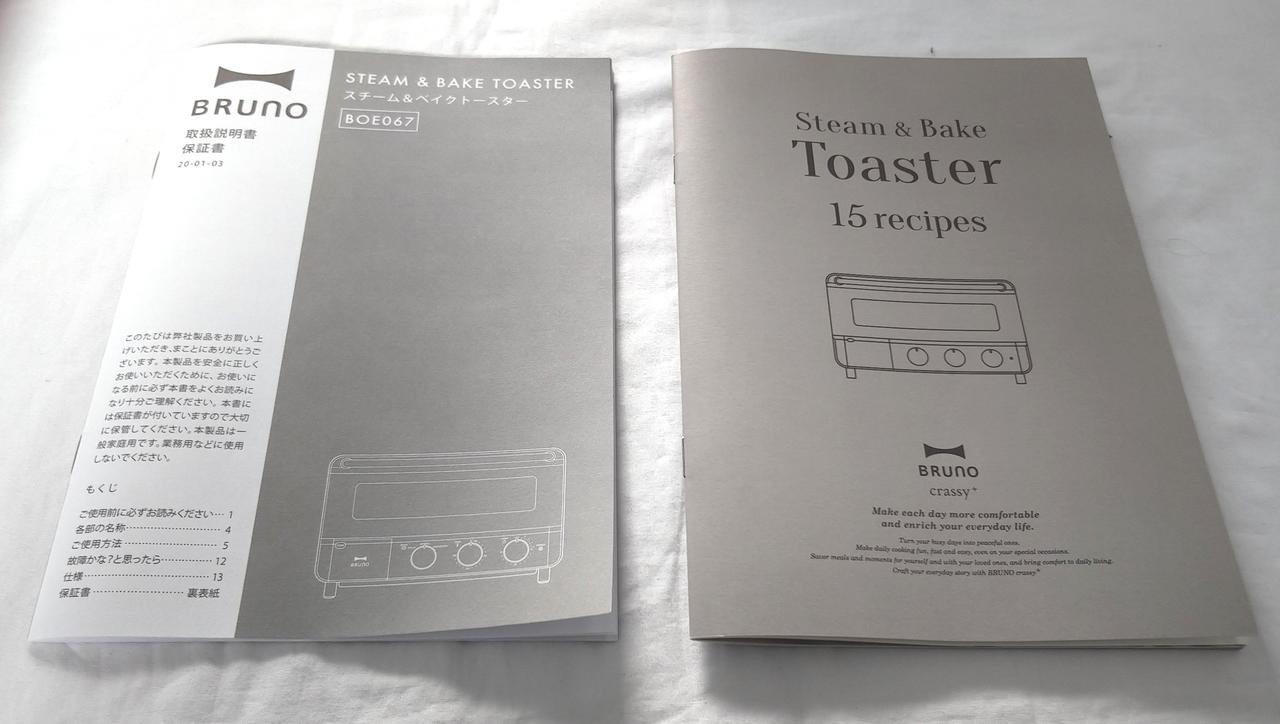 BRUNO
取扱説明書
保証書
20-01-03
STEAM & BAKE TOASTER
スチーム＆ベイクトースター
BOE067
このたびは弊社製品をお買い上
げいただき、まことにありがとうご
ざいます。本製品を安全に正しく
お使いいただくために、お使いに
なる前に必ず本書をよくお読みに
なり十分ご理解ください。本書に
は保証書が付いていますので大切
に保管してください。本製品は一
般家庭用です。業務用などに使用
しないでください。
もくじ
ご使用前に必ずお読みください… 1
各部の名称…………………… 4
ご使用方法…………………… 5
故障かな?と思ったら………… 12
仕様…………………………… 13
保証書…………………… 裏表紙
BRUNO
Steam & Bake
Toaster
15 recipes
BRUNO
crassy+
Make each day more comfortable
and enrich your everyday life.
Turn your busy days into peaceful ones.
Make daily cooking fun, fast and easy, even on your special occasions.
Savor meals and moments for yourself and with your loved ones, and bring comfort to daily living.
Craft your everyday story with BRUNO crassy+